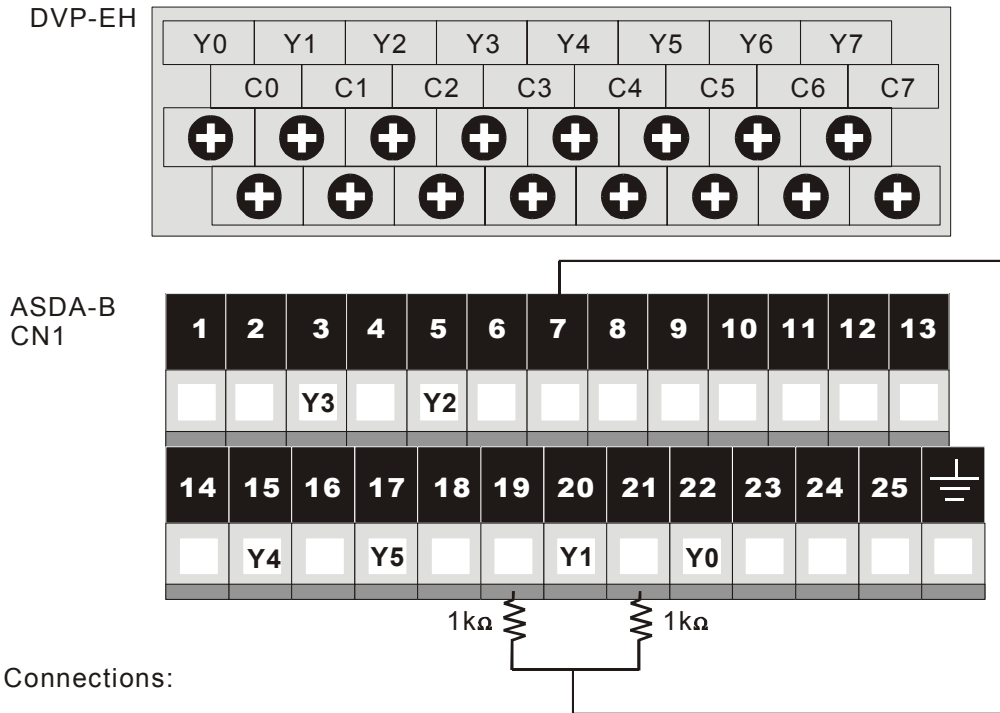 DVP-EH
Y0 Y1 Y2 Y3 Y4 Y5 Y6 Y7
C0 C1 C2 C3 C4 C5 C6 C7
ASDA-B
CN1
1 2 3 4 5 6 7 8 9 10 11 12 13
Y3 Y2
14 15 16 17 18 19 20 21 22 23 24 25
Y4 Y5 Y1 Y0
1kΩ 1kΩ
Connections: